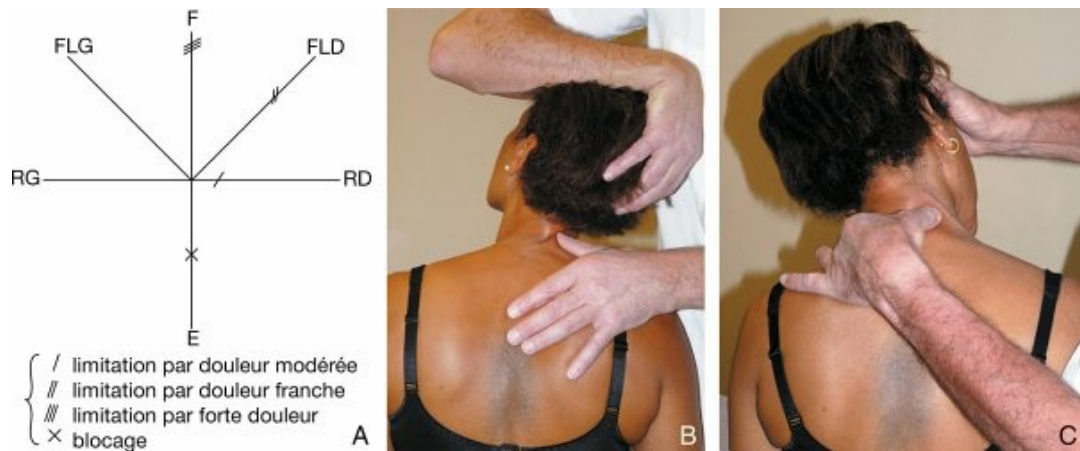 F
FLG
FLD
RG
RD
E
/ limitation par douleur modérée
// limitation par douleur franche
/// limitation par forte douleur
× blocage
A
B
C